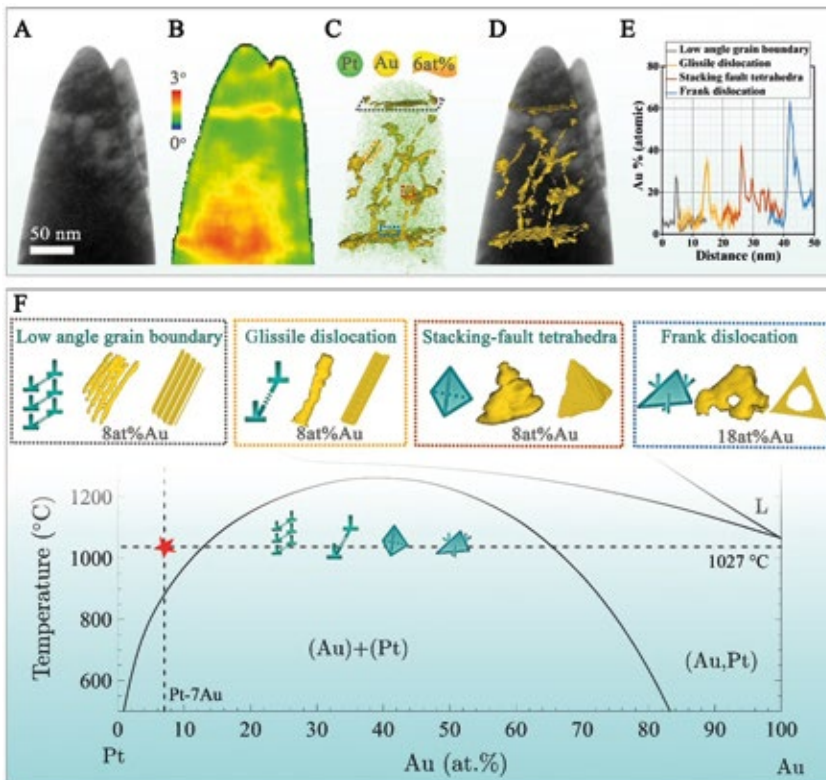 A
B
C
D
E
50 nm
3°
0°
Pt Au 6at%
Low angle grain boundary
Glissile dislocation
Stacking fault tetrahedra
Frank dislocation
Au % (atomic)
80
60
40
20
0
0 10 20 30 40 50
Distance (nm)
F
Low angle grain boundary
8at%Au
Glissile dislocation
8at%Au
Stacking-fault tetrahedra
8at%Au
Frank dislocation
18at%Au
Temperature (°C)
1200
1000
800
600
L
1027 °C
(Au)+(Pt)
(Au,Pt)
Pt-7Au
0 10 20 30 40 50 60 70 80 90 100
Pt
Au (at.%)
Au